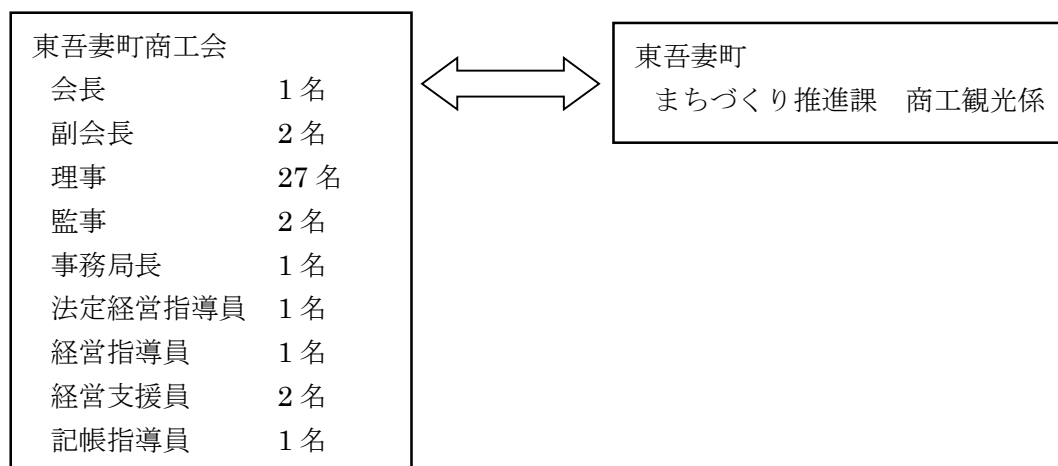 東吾妻町商工会
会長 1名
副会長 2名
理事 27名
監事 2名
事務局長 1名
法定経営指導員 1名
経営指導員 1名
経営支援員 2名
記帳指導員 1名
東吾妻町
まちづくり推進課 商工観光係